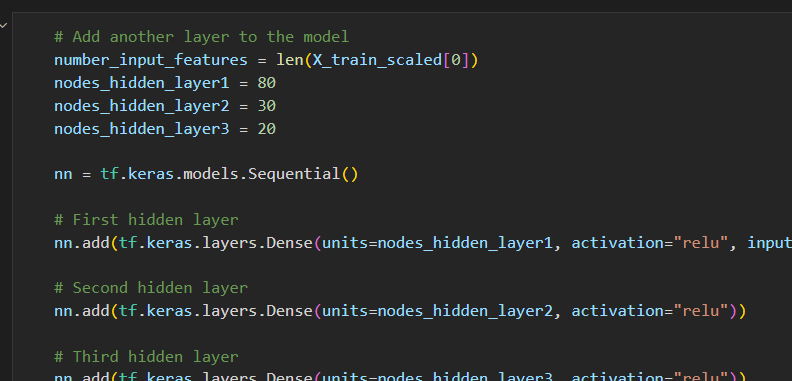 # Add another layer to the model
number_input_features = len(X_train_scaled[0])
nodes_hidden_layer1 = 80
nodes_hidden_layer2 = 30
nodes_hidden_layer3 = 20
nn = tf.keras.models.Sequential()
# First hidden layer
nn.add(tf.keras.layers.Dense(units=nodes_hidden_layer1, activation="relu", input
# Second hidden layer
nn.add(tf.keras.layers.Dense(units=nodes_hidden_layer2, activation="relu"))
# Third hidden layer
nn.add(tf.keras.layers.Dense(units=nodes_hidden_layer3, activation="relu"))